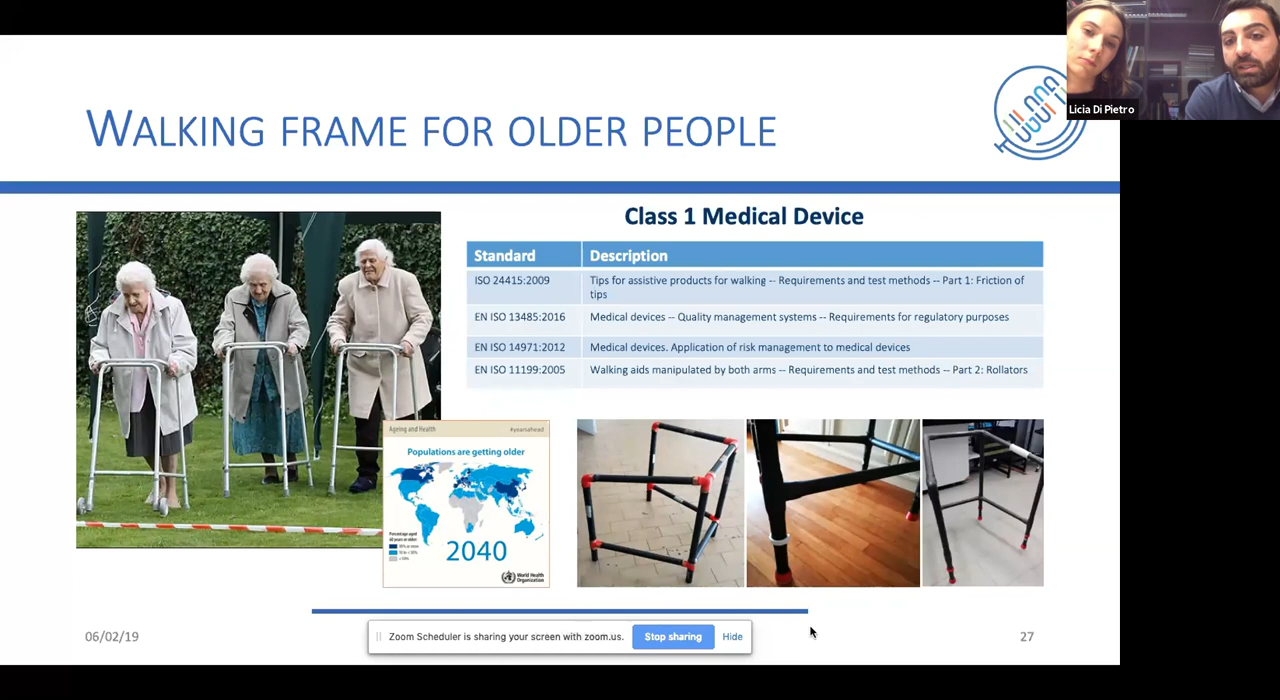 Licia Di Pietro
WALKING FRAME FOR OLDER PEOPLE
Class 1 Medical Device
Standard Description
ISO 24415:2009 Tips for assistive products for walking -- Requirements and test methods -- Part 1: Friction of
tips
EN ISO 13485:2016 Medical devices -- Quality management systems -- Requirements for regulatory purposes
EN ISO 14971:2012 Medical devices. Application of risk management to medical devices
EN ISO 11199:2005 Walking aids manipulated by both arms -- Requirements and test methods -- Part 2: Rollators
Ageing and Health #yearsahead
Populations are getting older
Percentage aged
60 years or older:
2040
World Health
Organization
06/02/19
Zoom Scheduler is sharing your screen with zoom.us.
Stop sharing
Hide
27